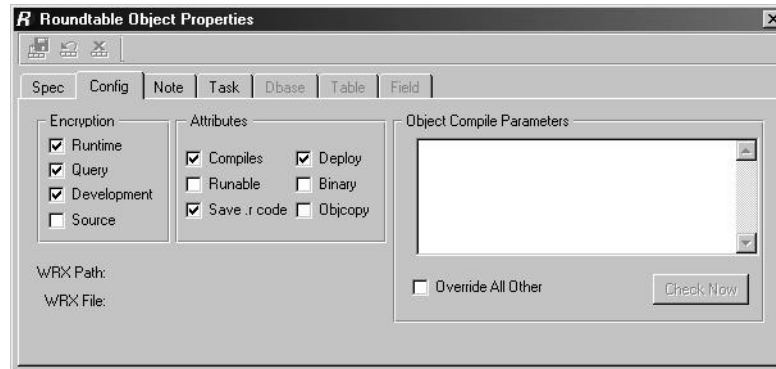 R Roundtable Object Properties
Spec Config Note Task Dbase Table Field
Encryption
Runtime
Query
Development
Source
Attributes
Compiles Deploy
Runable Binary
Save .r code Objcopy
Object Compile Parameters
Override All Other Check Now
WRX Path:
WRX File: